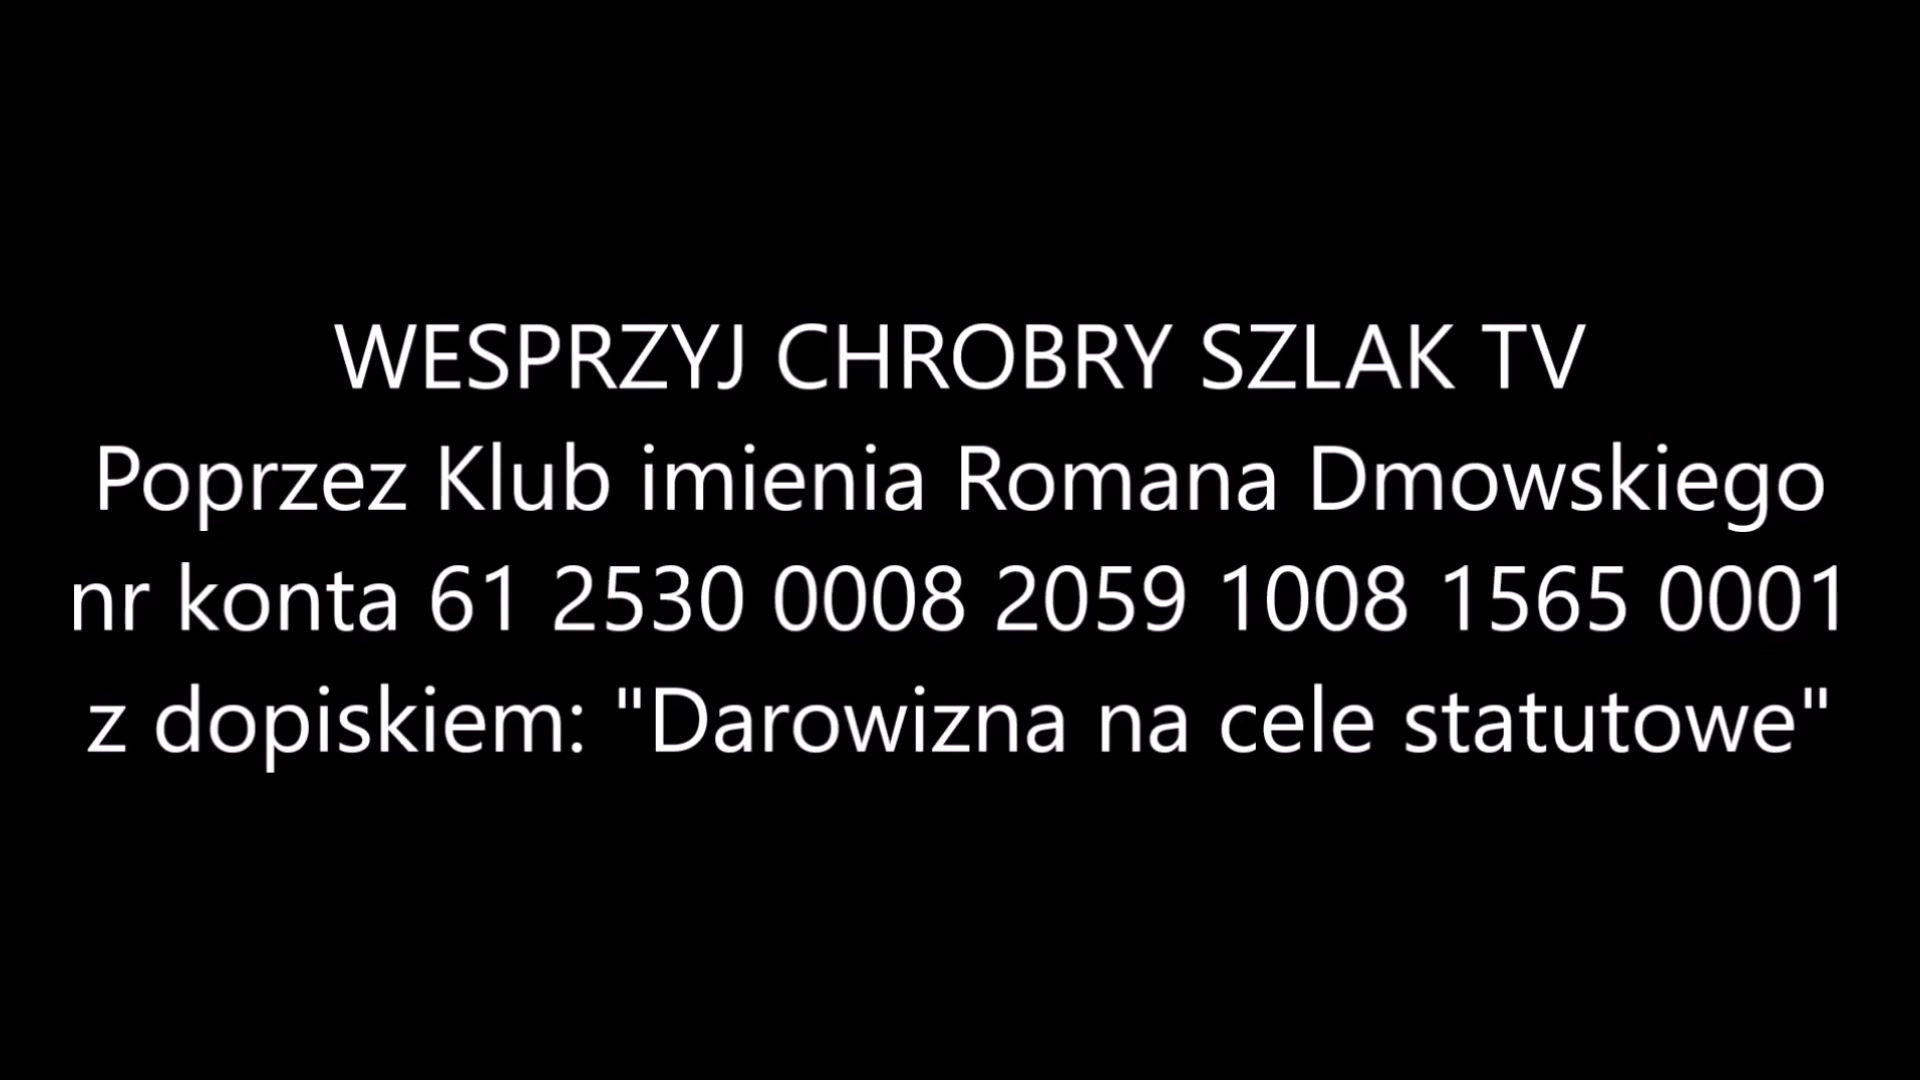 WESPRZYJ CHROBRY SZLAK TV
Poprzez Klub imienia Romana Dmowskiego
nr konta 61 2530 0008 2059 1008 1565 0001
z dopiskiem: "Darowizna na cele statutowe"